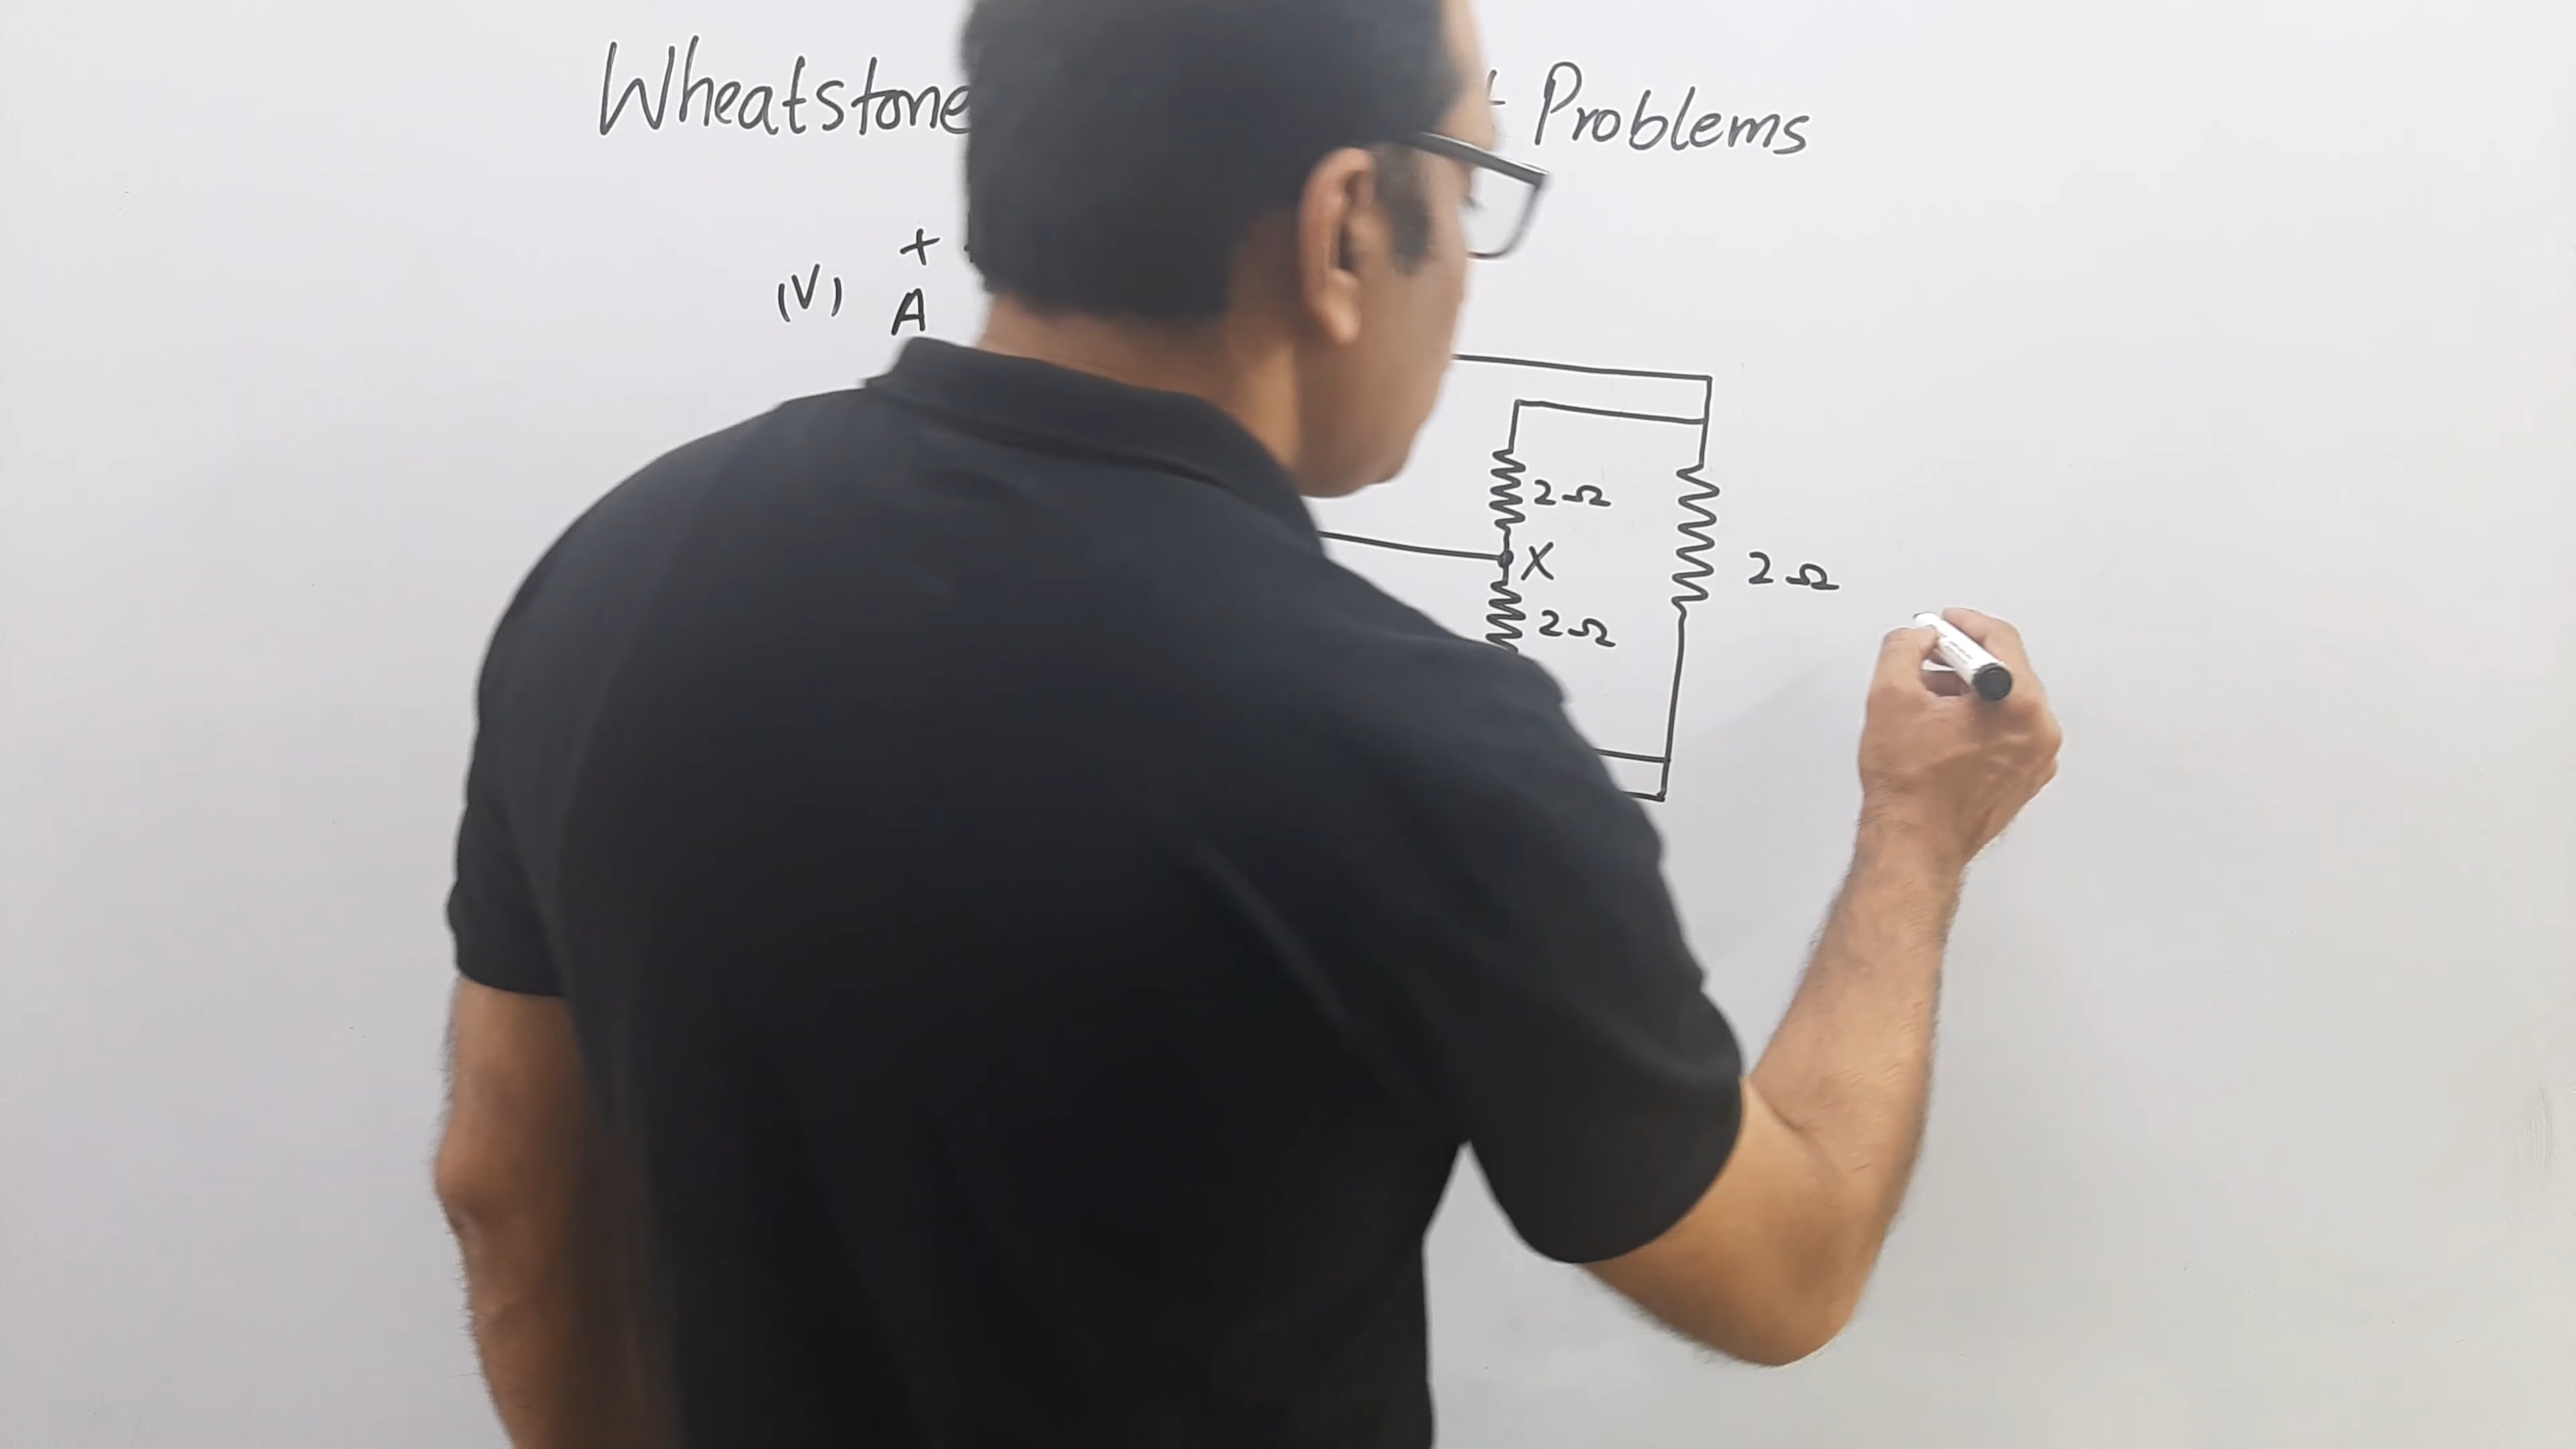 Wheatstone Problems
+
(V) A
2Ω
X
2Ω
2Ω